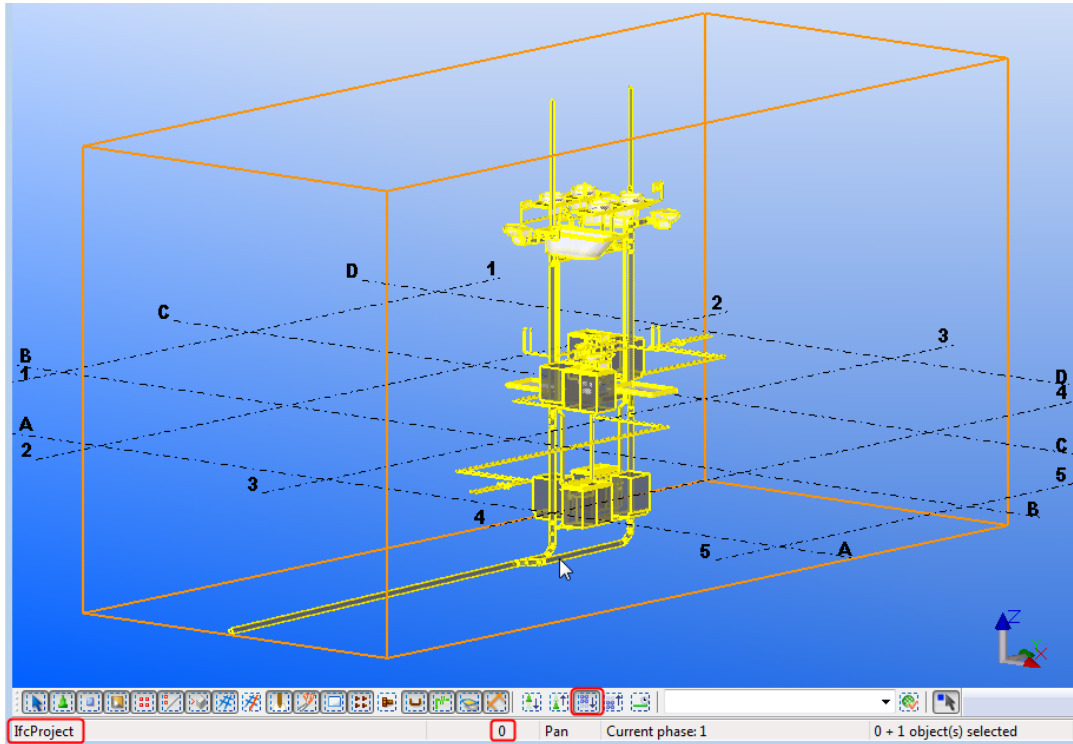 1
D
2
C
3
B
1
D
4
A
2
C
5
3
4
B
5
A
Z
Y
X
IfcProject 0 Pan Current phase: 1 0 + 1 object(s) selected